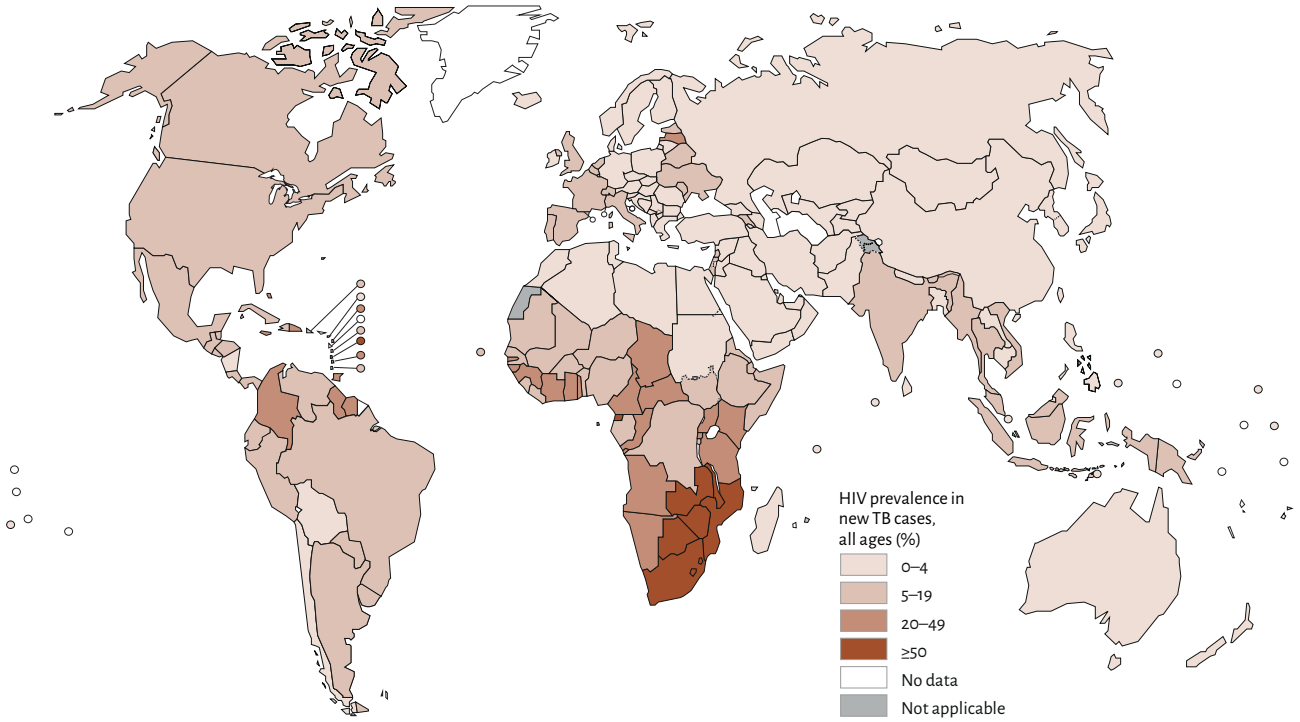 HIV prevalence in
new TB cases,
all ages (%)
0–4
5–19
20–49
≥50
No data
Not applicable